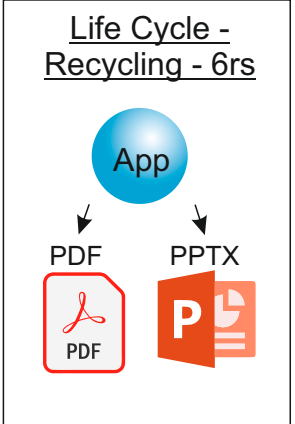 Life Cycle -
Recycling - 6rs
App
PDF PPTX
PDF P